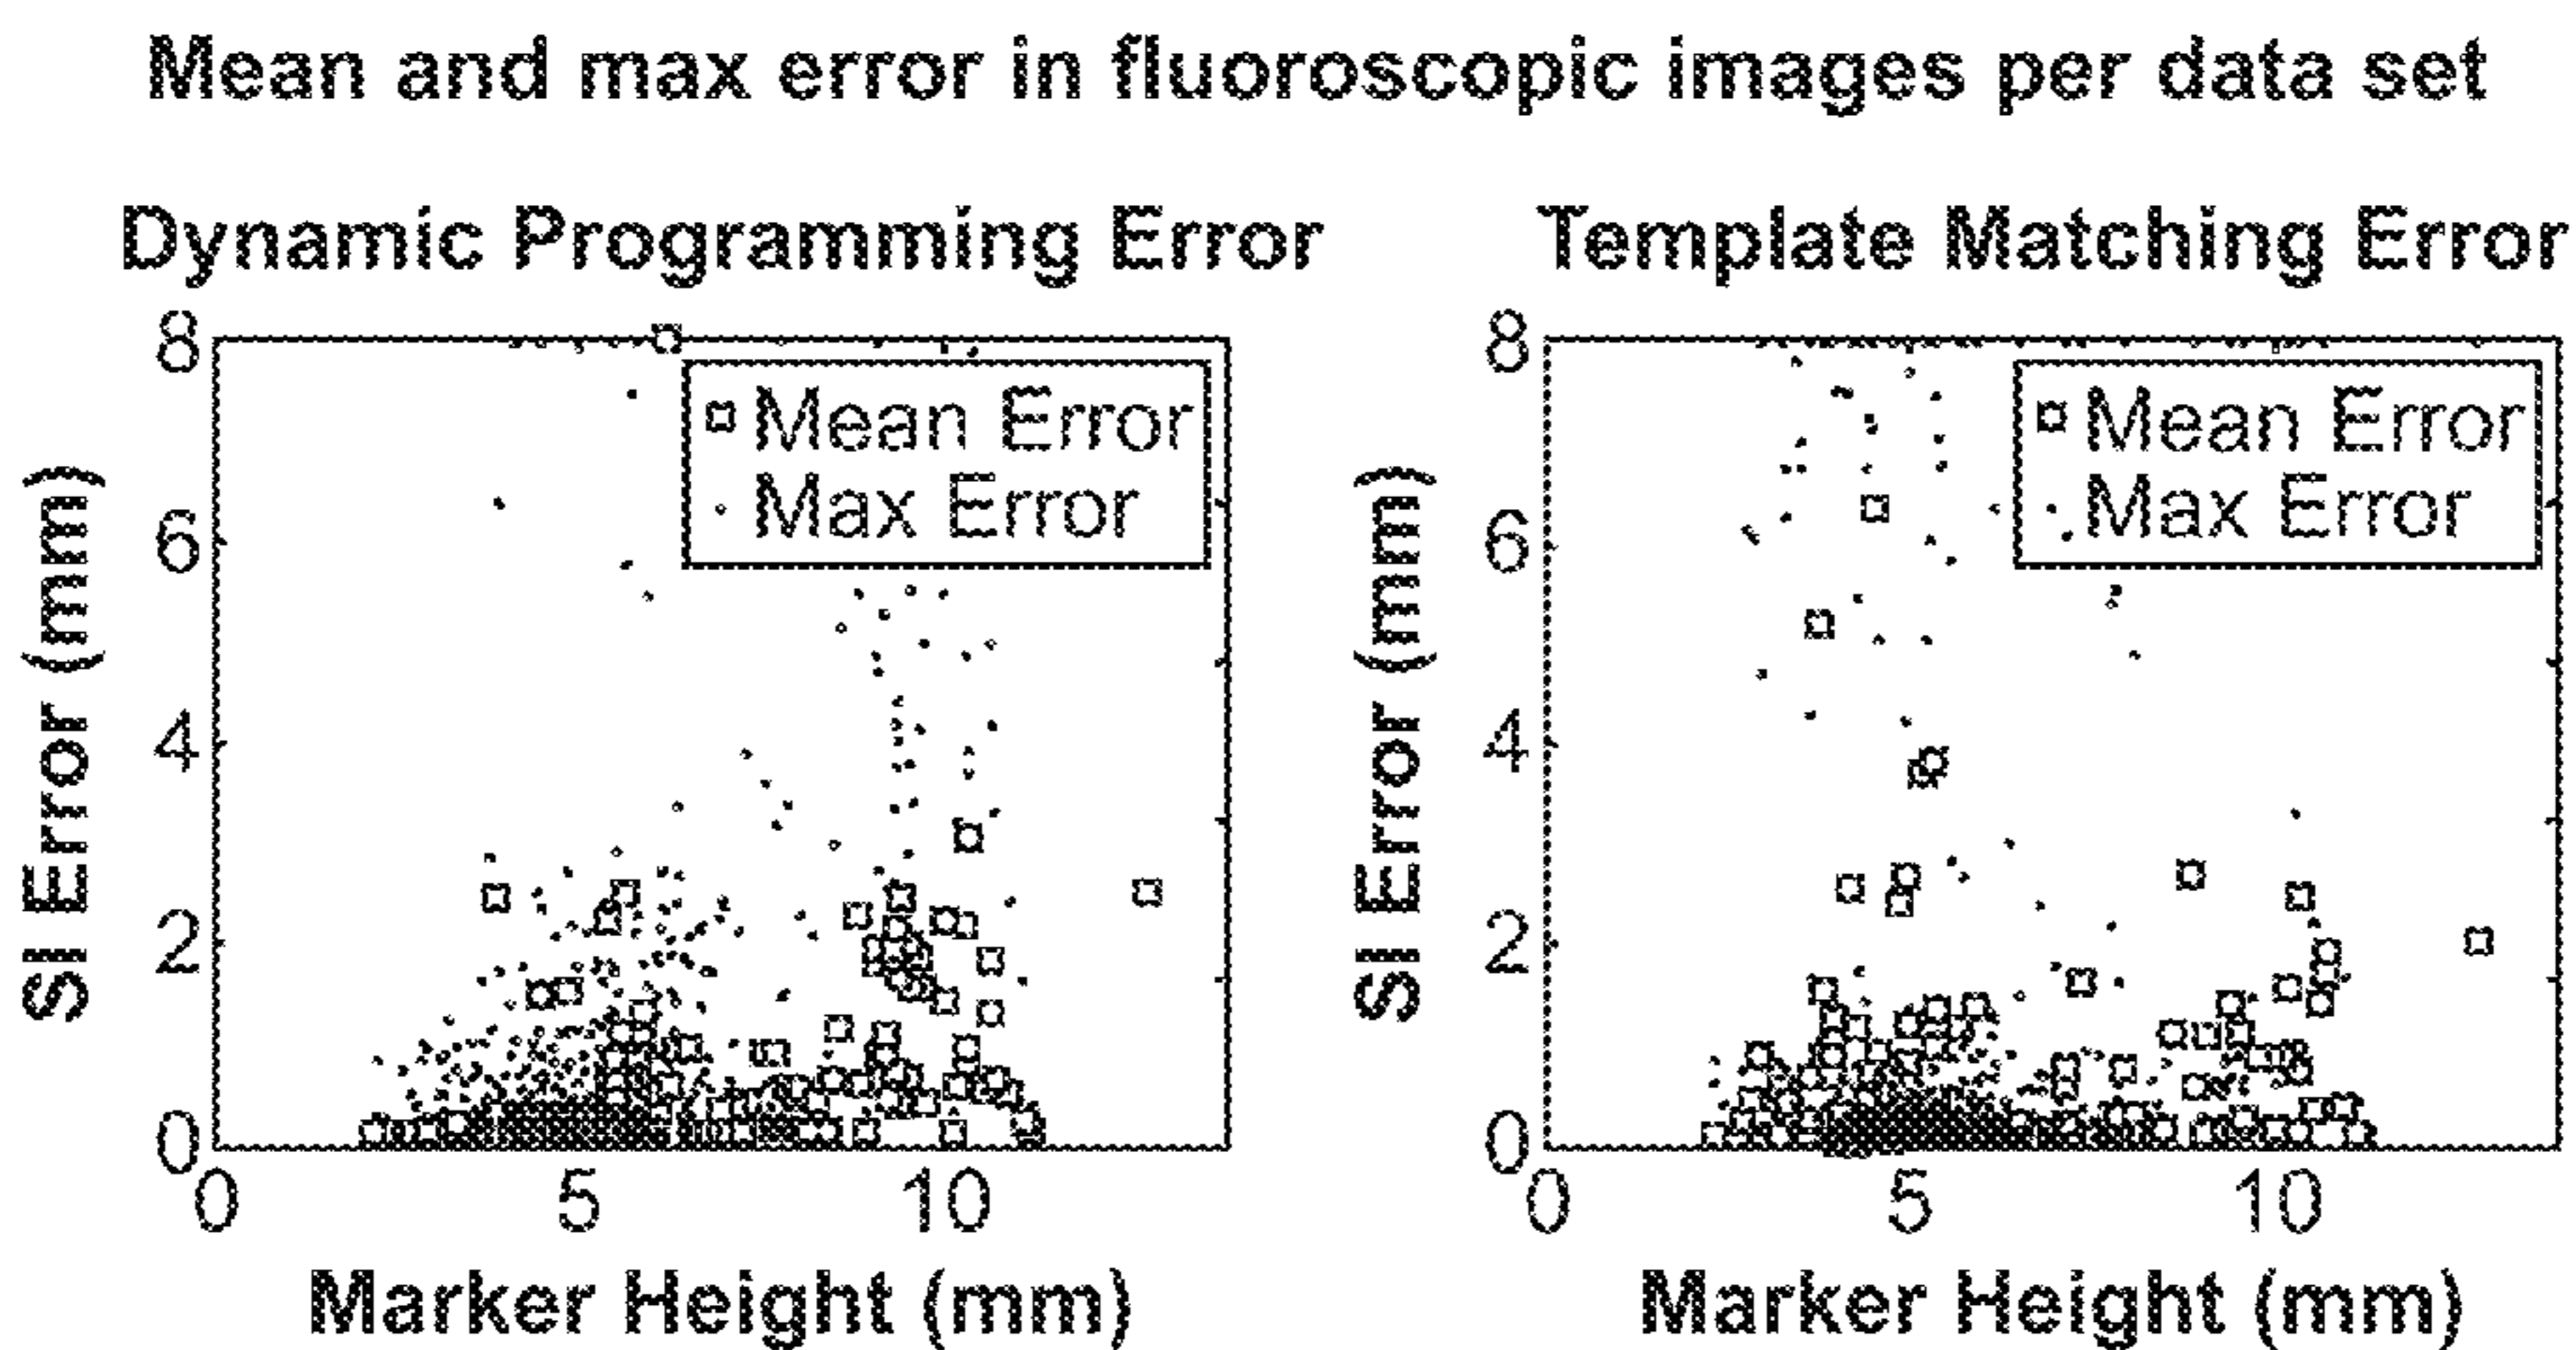 Mean and max error in fluoroscopic images per data set
Dynamic Programming Error
8
6
4
2
0
SI Error (mm)
Mean Error
Max Error
0 5 10
Marker Height (mm)
Template Matching Error
8
6
4
2
0
SI Error (mm)
Mean Error
Max Error
0 5 10
Marker Height (mm)